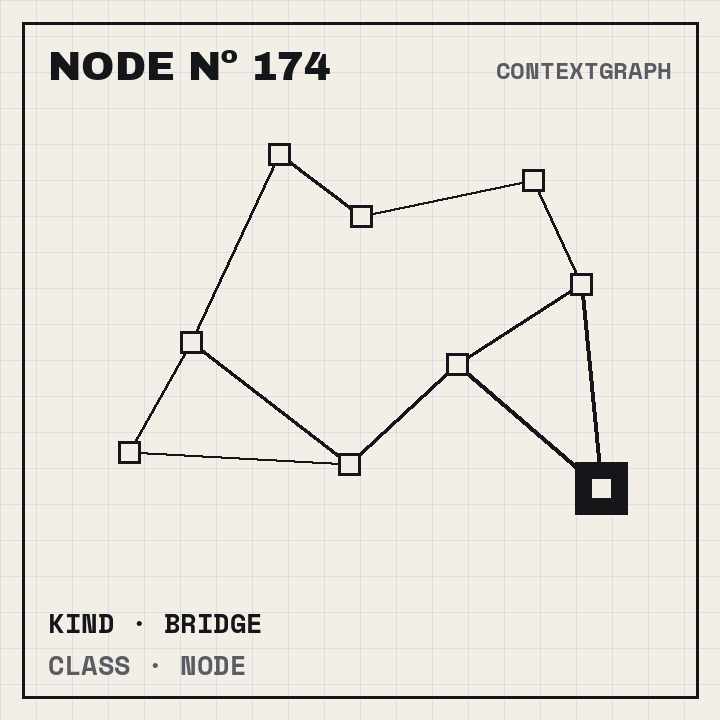 NODE Nº 174
CONTEXTGRAPH
KIND · BRIDGE
CLASS · NODE